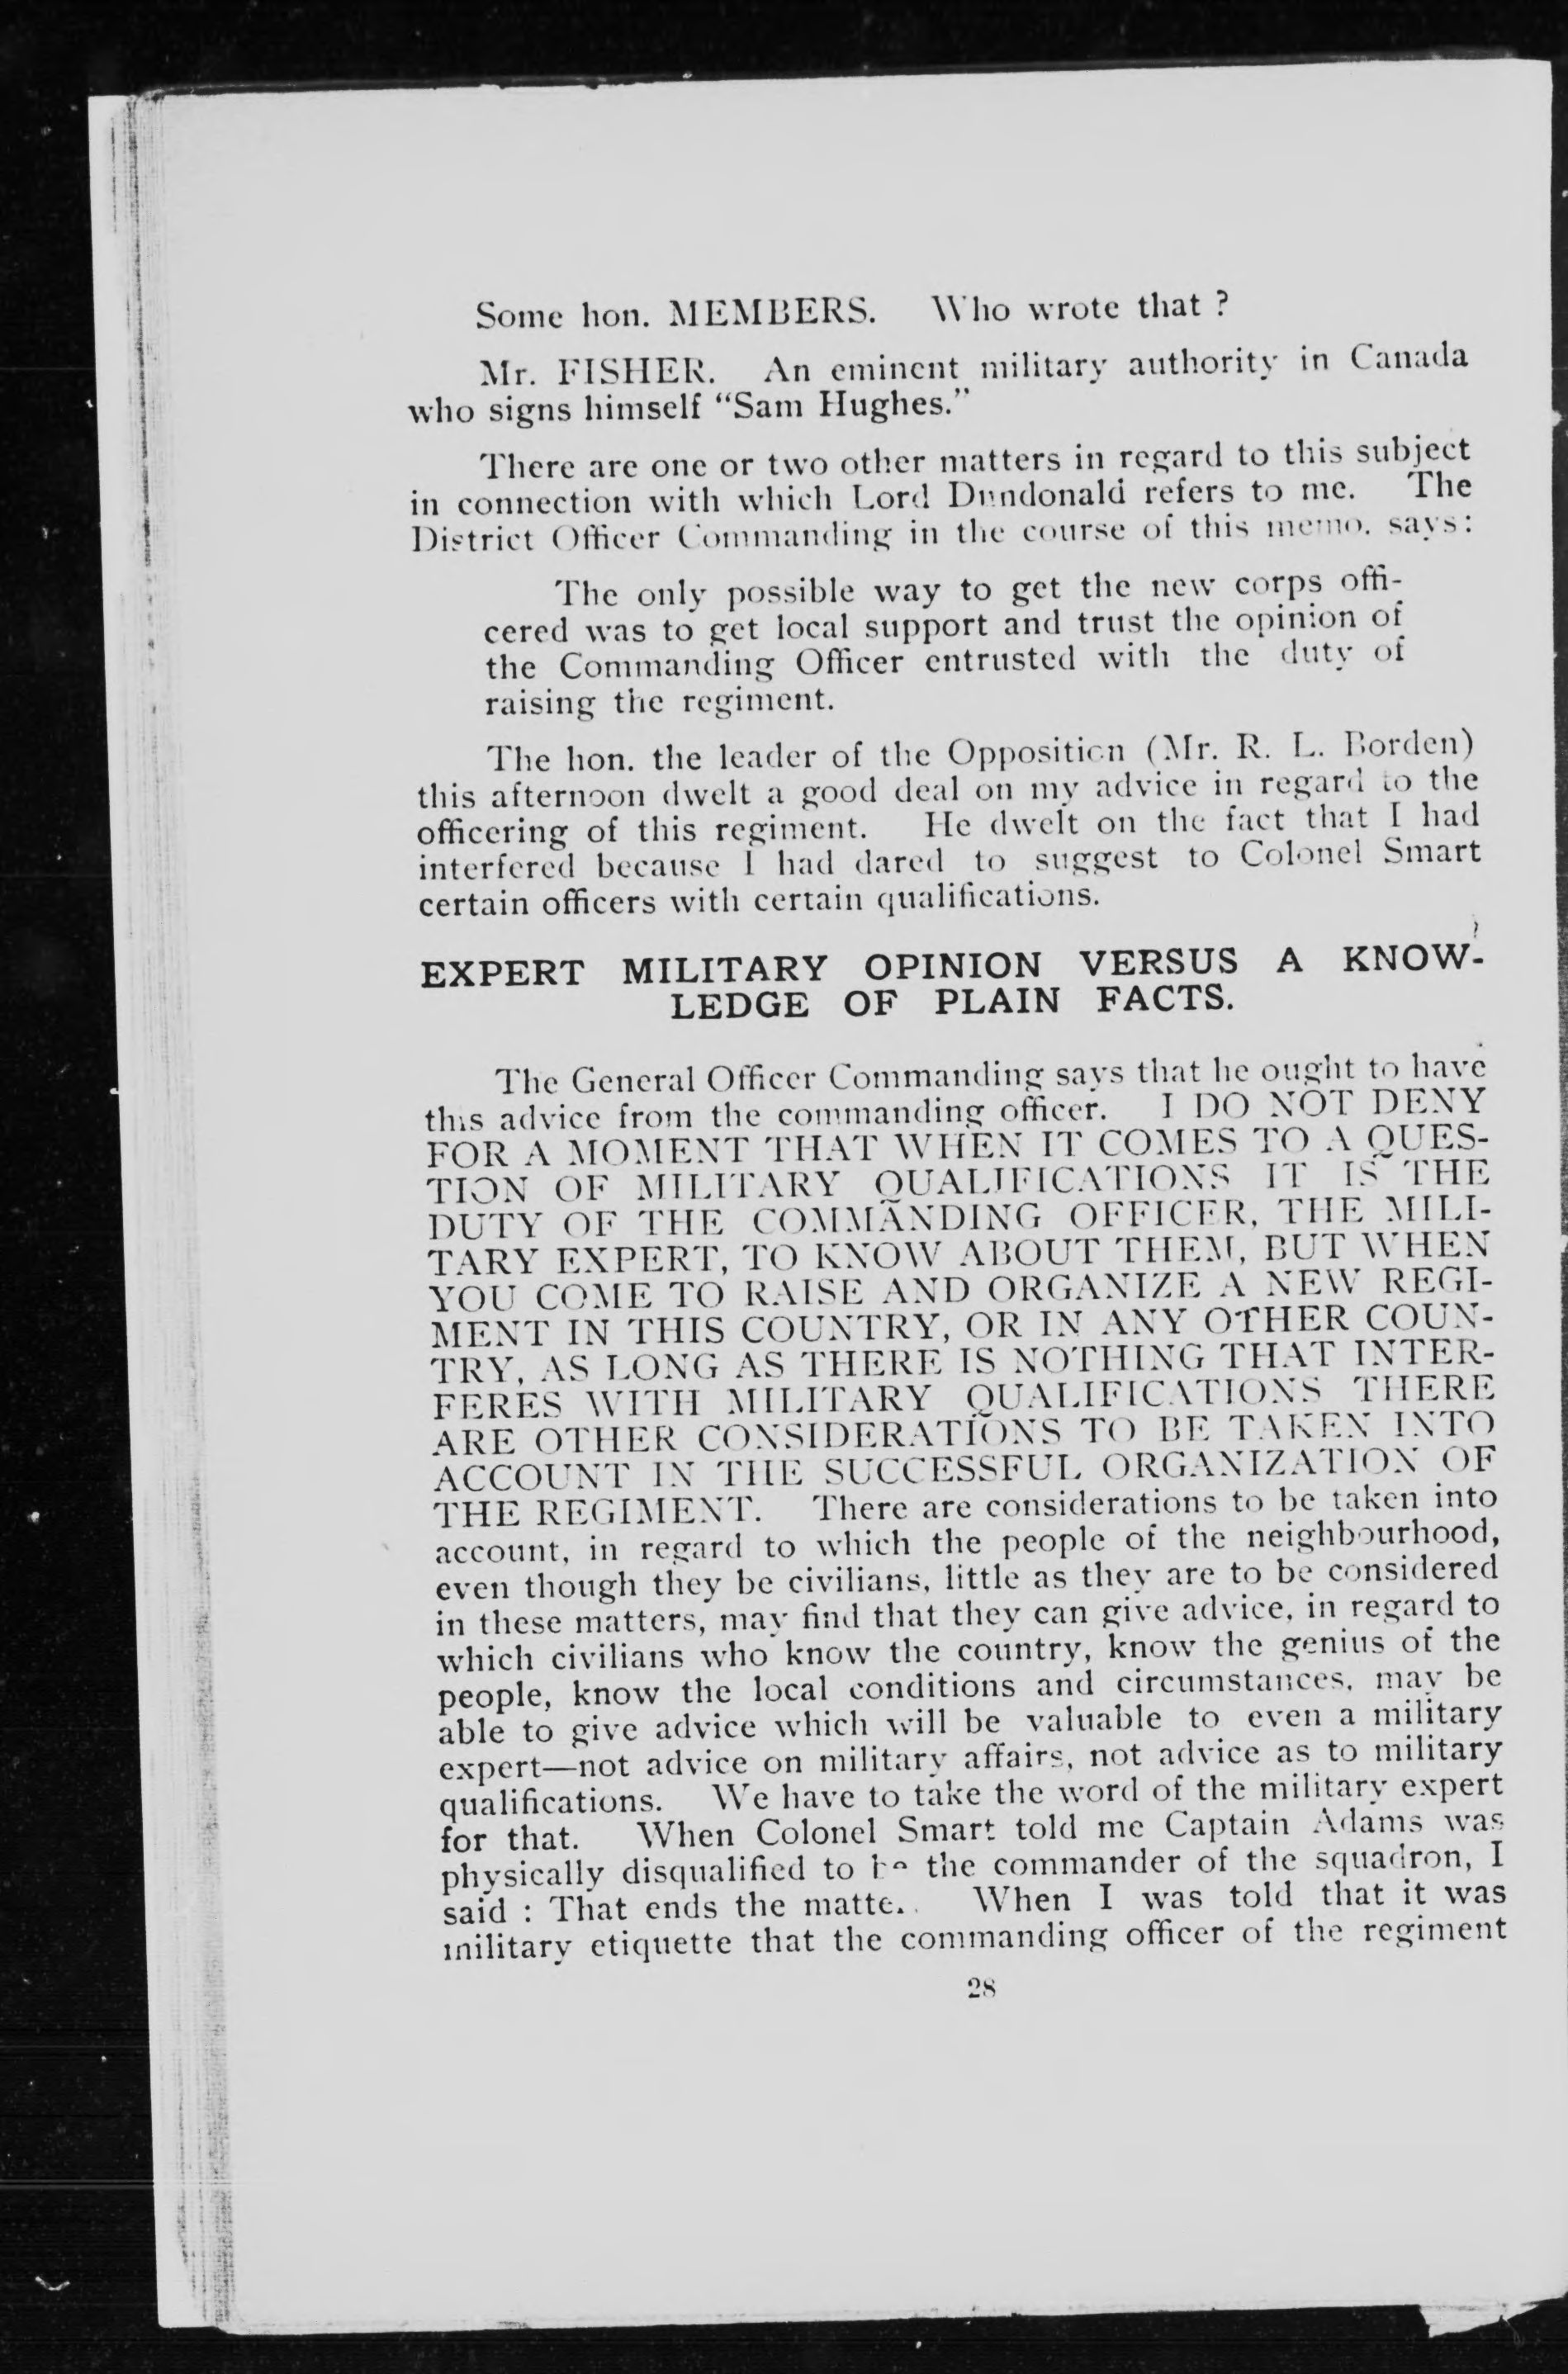 Some hon. MEMBERS. Who wrote that ?
Mr. FISHER. An eminent military authority in Canada
who signs himself “Sam Hughes.”
There are one or two other matters in regard to this subject
in connection with which Lord Dundonald refers to me. The
District Officer Commanding in the course of this memo. says:
The only possible way to get the new corps offi-
cered was to get local support and trust the opinion of
the Commanding Officer entrusted with the duty of
raising the regiment.
The hon. the leader of the Opposition (Mr. R. L. Borden)
this afternoon dwelt a good deal on my advice in regard to the
officering of this regiment. He dwelt on the fact that I had
interfered because I had dared to suggest to Colonel Smart
certain officers with certain qualifications.
EXPERT MILITARY OPINION VERSUS A KNOW-
LEDGE OF PLAIN FACTS.
The General Officer Commanding says that he ought to have
this advice from the commanding officer. I DO NOT DENY
FOR A MOMENT THAT WHEN IT COMES TO A QUES-
TION OF MILITARY QUALIFICATIONS IT IS THE
DUTY OF THE COMMANDING OFFICER, THE MILI-
TARY EXPERT, TO KNOW ABOUT THEM, BUT WHEN
YOU COME TO RAISE AND ORGANIZE A NEW REGI-
MENT IN THIS COUNTRY, OR IN ANY OTHER COUN-
TRY, AS LONG AS THERE IS NOTHING THAT INTER-
FERES WITH MILITARY QUALIFICATIONS THERE
ARE OTHER CONSIDERATIONS TO BE TAKEN INTO
ACCOUNT IN THE SUCCESSFUL ORGANIZATION OF
THE REGIMENT. There are considerations to be taken into
account, in regard to which the people of the neighbourhood,
even though they be civilians, little as they are to be considered
in these matters, may find that they can give advice, in regard to
which civilians who know the country, know the genius of the
people, know the local conditions and circumstances, may be
able to give advice which will be valuable to even a military
expert—not advice on military affairs, not advice as to military
qualifications. We have to take the word of the military expert
for that. When Colonel Smart told me Captain Adams was
physically disqualified to be the commander of the squadron, I
said : That ends the matte. When I was told that it was
military etiquette that the commanding officer of the regiment
28